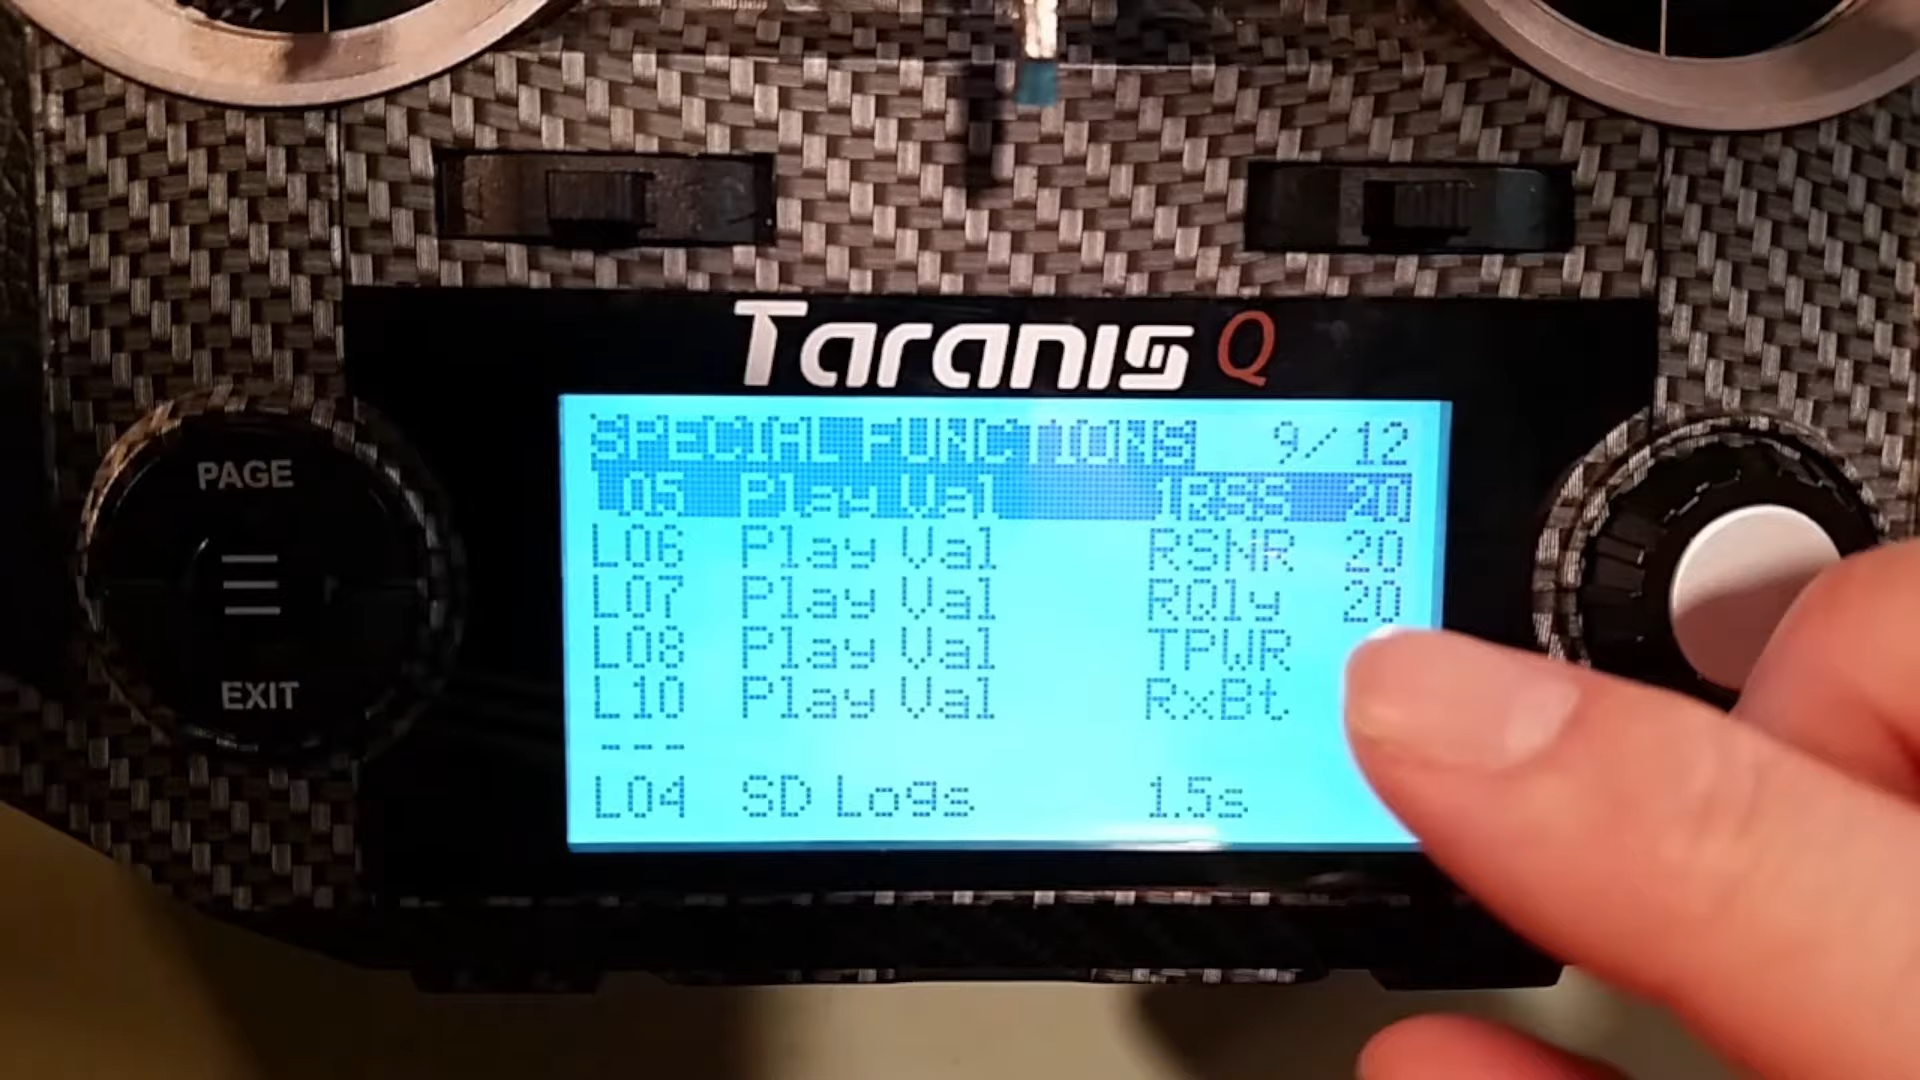 Taranis Q
SPECIAL FUNCTIONS 9/12
L05 Play Val 1RSS 20
L06 Play Val RSNR 20
L07 Play Val RQly 20
L08 Play Val TPWR
L10 Play Val RxBt
---
L04 SD Logs 1.5s
PAGE
EXIT